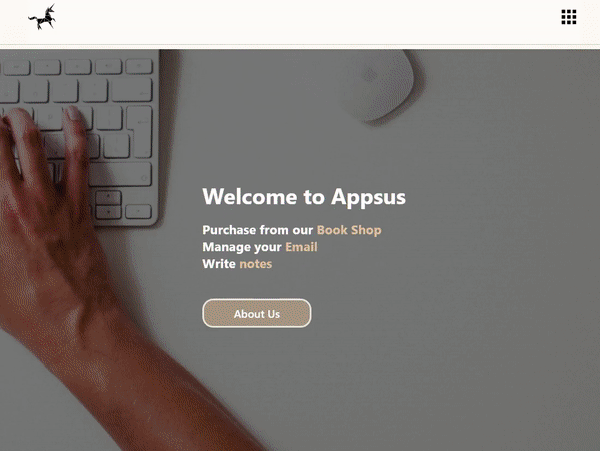 Welcome to Appsus
Purchase from our Book Shop
Manage your Email
Write notes
About Us